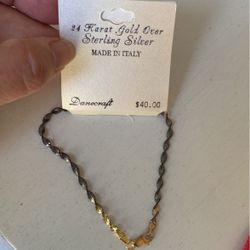 24 Karat Gold Over
Sterling Silver
MADE IN ITALY
Danecraft $40.00